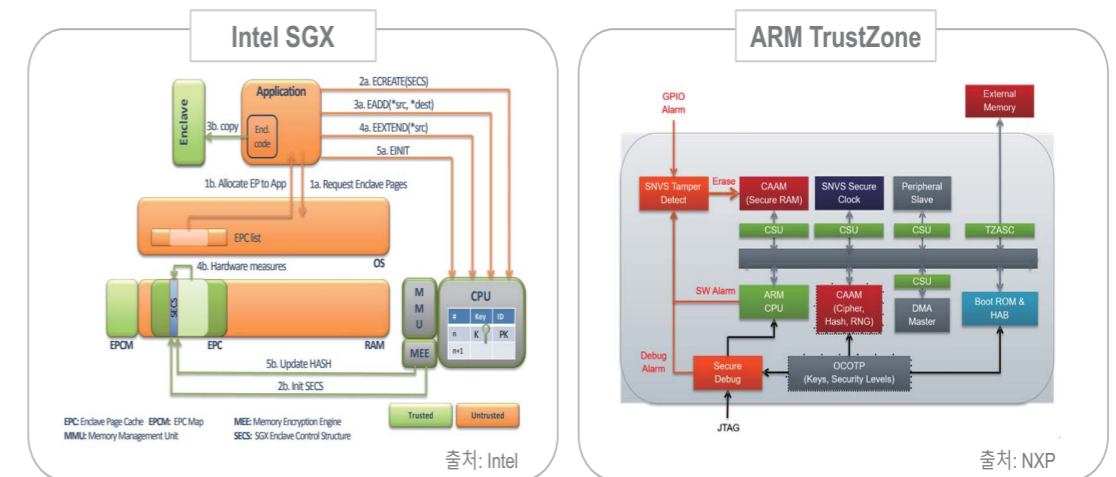 Intel SGX
Application
End.
code
Enclave
3b. copy
2a. ECREATE(SECS)
3a. EADD(*src, *dest)
4a. EEXTEND(*src)
5a. EINIT
1b. Allocate EP to App
1a. Request Enclave Pages
EPC list
OS
4b. Hardware measures
SECS
EPCM
EPC
RAM
M
M
U
MEE
CPU
# Key ID
n K PK
n+1
5b. Update HASH
2b. Init SECS
EPC: Enclave Page Cache EPCM: EPC Map
MMU: Memory Management Unit
MEE: Memory Encryption Engine
SECS: SGX Enclave Control Structure
Trusted
Untrusted
출처: Intel
ARM TrustZone
GPIO
Alarm
External
Memory
SNVS Tamper
Detect
Erase
CAAM
(Secure RAM)
SNVS Secure
Clock
Peripheral
Slave
CSU
CSU
CSU
TZASC
CSU
SW Alarm
ARM
CPU
CAAM
(Cipher,
Hash, RNG)
DMA
Master
Boot ROM &
HAB
Debug
Alarm
Secure
Debug
OCOTP
(Keys, Security Levels)
JTAG
출처: NXP